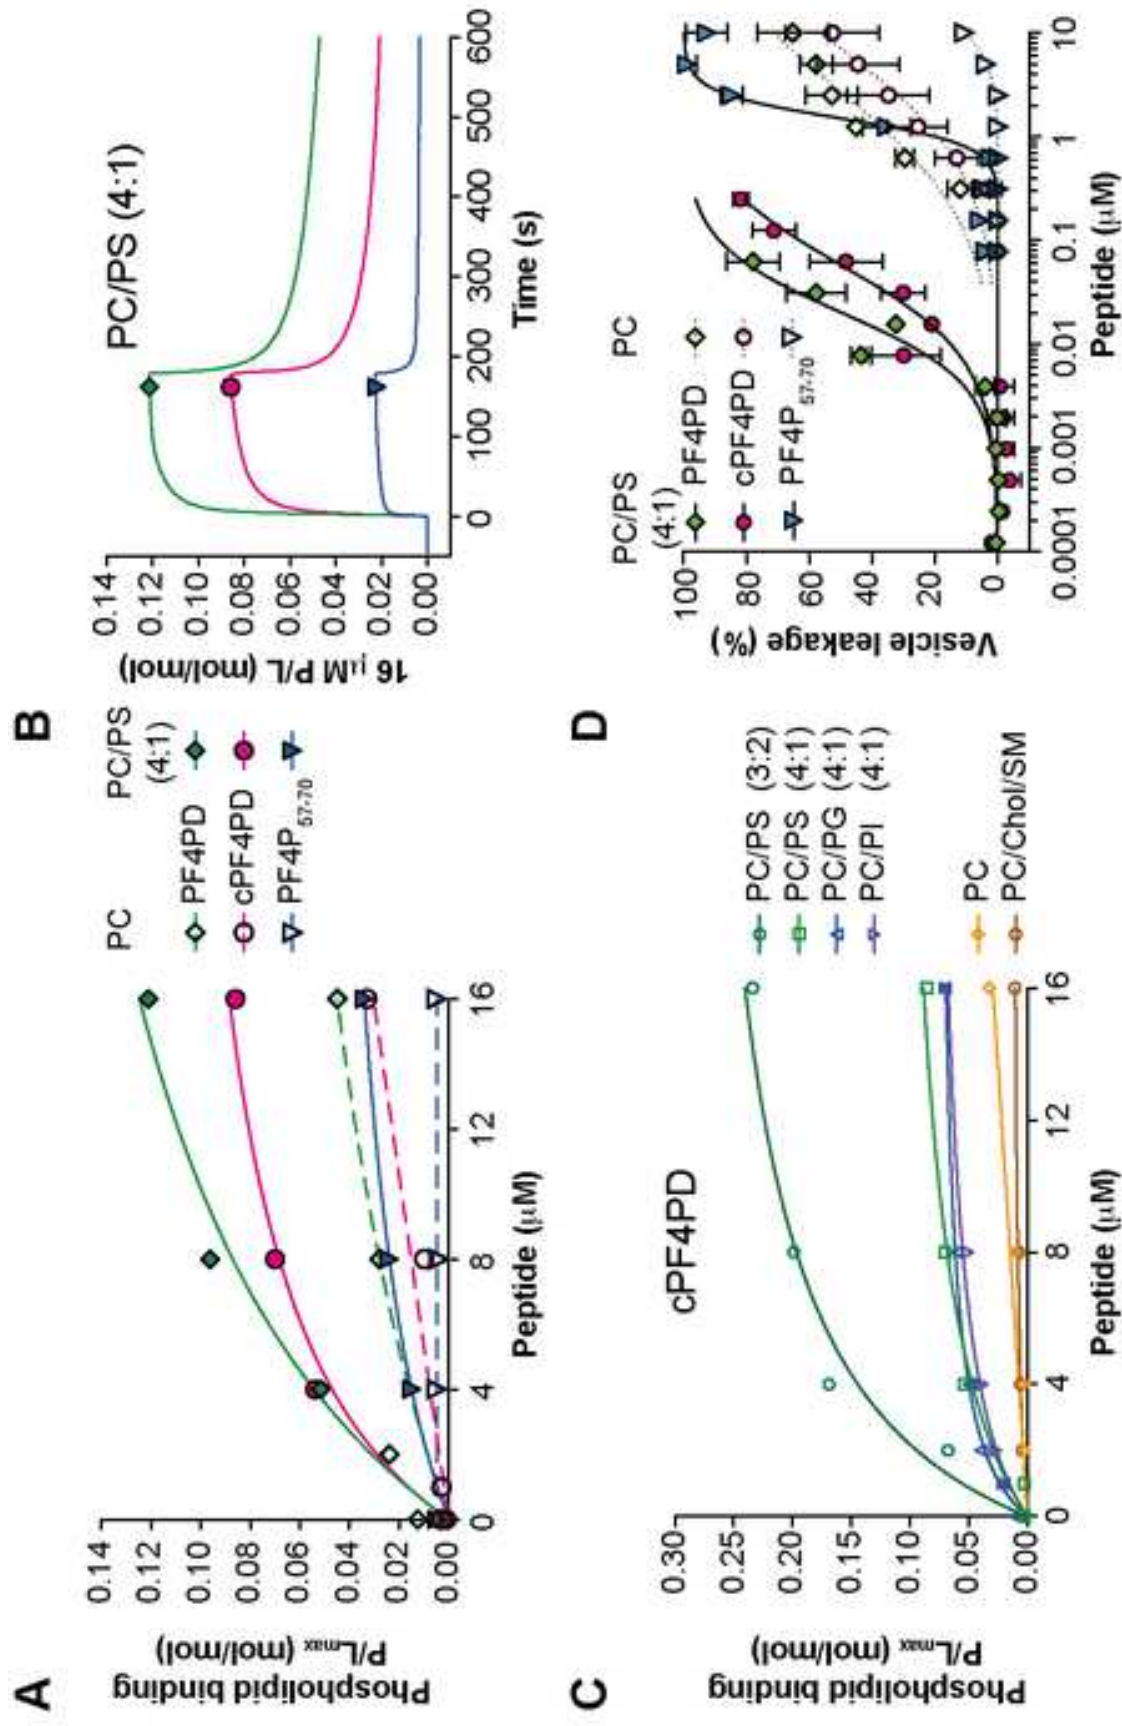 A
Phospholipid binding
P/Lmax (mol/mol)
0.14
0.12
0.10
0.08
0.06
0.04
0.02
0.00
0
4
8
12
16
Peptide (μM)
PC
PC/PS
(4:1)
PF4PD
cPF4PD
PF4P57-70
B
PC/PS (4:1)
16 μM P/L (mol/mol)
0.14
0.12
0.10
0.08
0.06
0.04
0.02
0.00
0
100
200
300
400
500
600
Time (s)
C
cPF4PD
Phospholipid binding
P/Lmax (mol/mol)
0.30
0.25
0.20
0.15
0.10
0.05
0.00
0
4
8
12
16
Peptide (μM)
PC/PS (3:2)
PC/PS (4:1)
PC/PG (4:1)
PC/PI (4:1)
PC
PC/Chol/SM
D
Vesicle leakage (%)
100
80
60
40
20
0
0.0001
0.001
0.01
0.1
1
10
Peptide (μM)
PC/PS
(4:1)
PC
PF4PD
cPF4PD
PF4P57-70